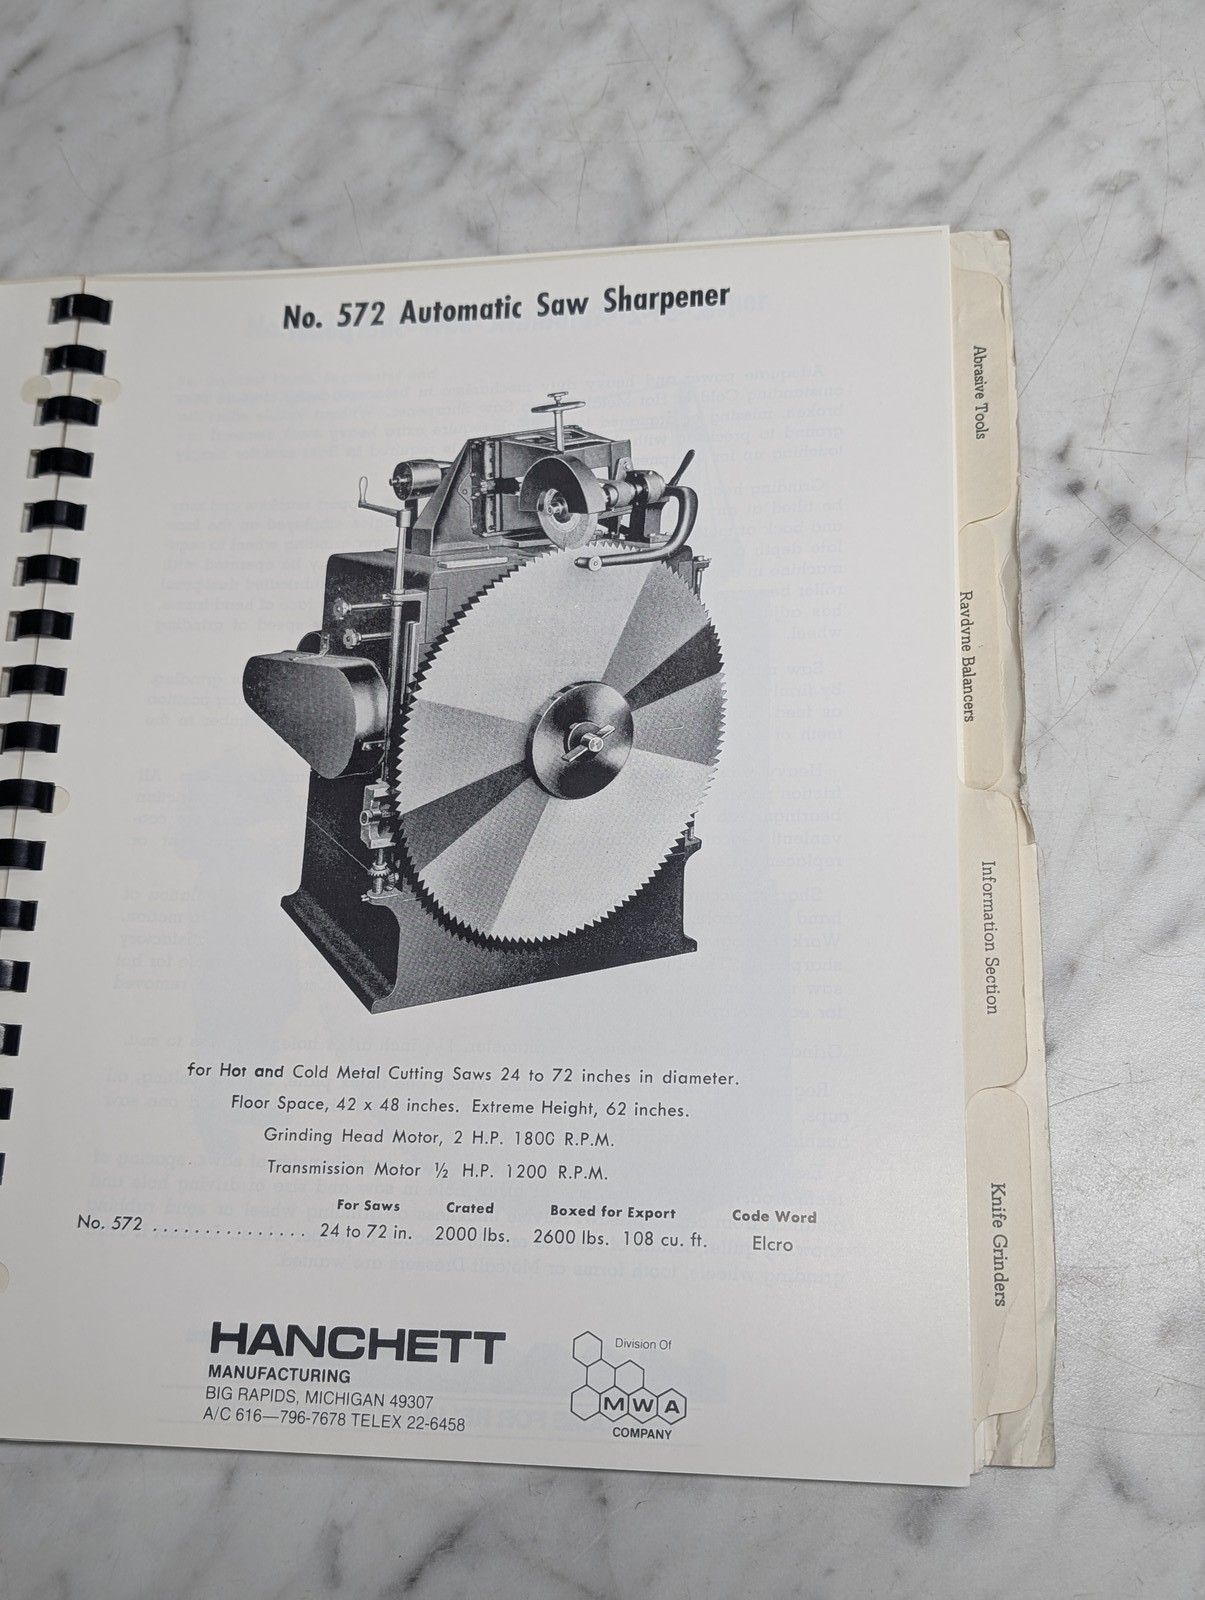 No. 572 Automatic Saw Sharpener
for Hot and Cold Metal Cutting Saws 24 to 72 inches in diameter.
Floor Space, 42 x 48 inches. Extreme Height, 62 inches.
Grinding Head Motor, 2 H.P. 1800 R.P.M.
Transmission Motor ½ H.P. 1200 R.P.M.
For Saws Crated Boxed for Export Code Word
No. 572 ............... 24 to 72 in. 2000 lbs. 2600 lbs. 108 cu. ft. Elcro
HANCHETT
MANUFACTURING
BIG RAPIDS, MICHIGAN 49307
A/C 616—796-7678 TELEX 22-6458
Division Of
MWA
COMPANY
Abrasive Tools
Raydyne Balancers
Information Section
Knife Grinders